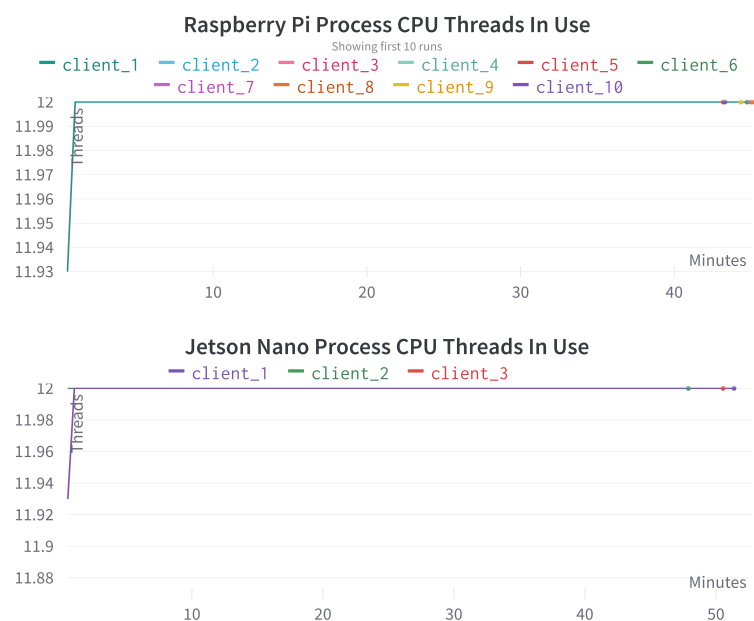 Raspberry Pi Process CPU Threads In Use
Showing first 10 runs
client_1 client_2 client_3 client_4 client_5 client_6
client_7 client_8 client_9 client_10
12
11.99
11.98
11.97
11.96
11.95
11.94
11.93
Threads
Minutes
10 20 30 40
Jetson Nano Process CPU Threads In Use
client_1 client_2 client_3
12
11.98
11.96
11.94
11.92
11.9
11.88
Threads
Minutes
10 20 30 40 50